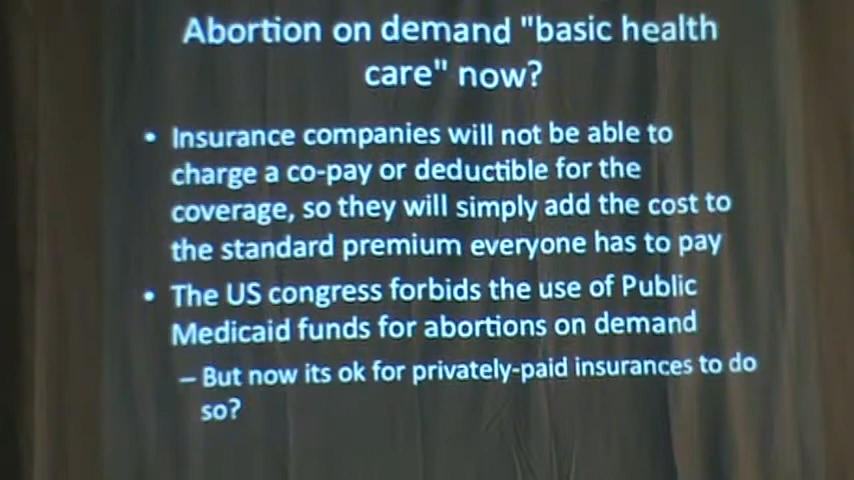 Abortion on demand "basic health
care" now?
• Insurance companies will not be able to
charge a co-pay or deductible for the
coverage, so they will simply add the cost to
the standard premium everyone has to pay
• The US congress forbids the use of Public
Medicaid funds for abortions on demand
– But now its ok for privately-paid insurances to do
so?